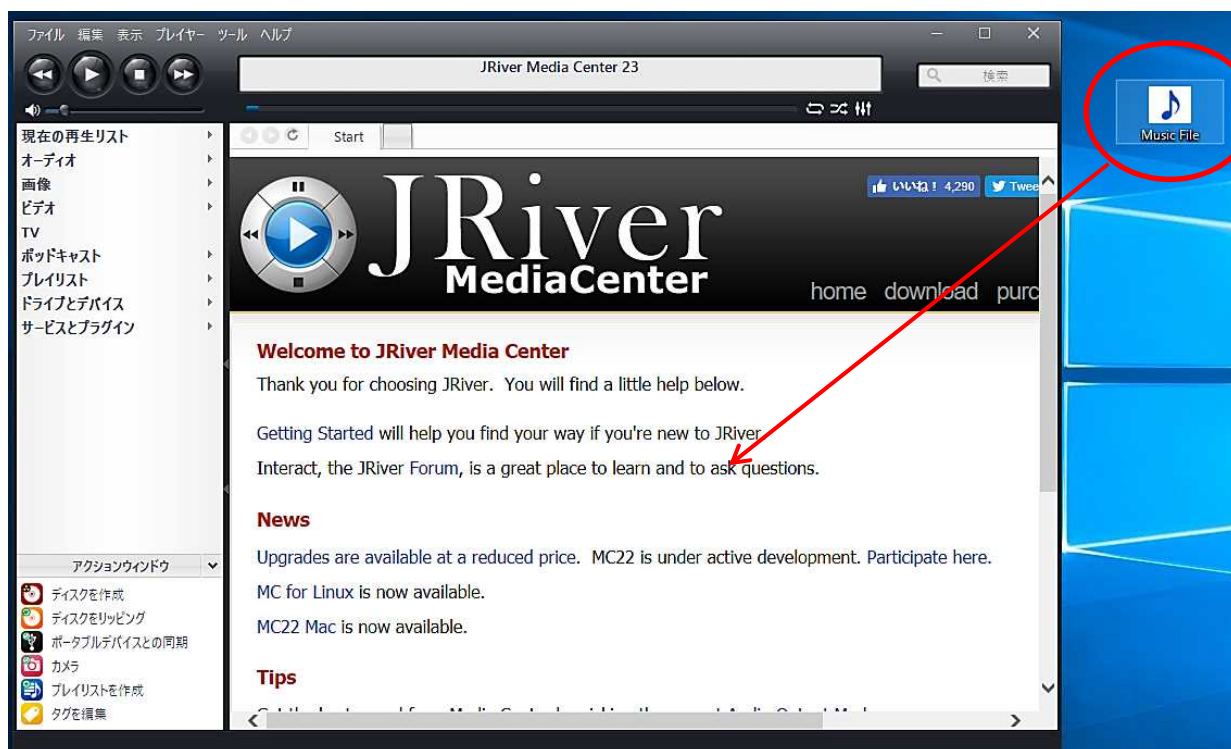 ファイル 編集 表示 プレイヤー ツール ヘルプ
JRiver Media Center 23
検索
Music File
現在の再生リスト
オーディオ
画像
ビデオ
TV
ポッドキャスト
プレイリスト
ドライブとデバイス
サービスとプラグイン
Start
JRiver
MediaCenter
いいね! 4,290
Twee
home download purc
Welcome to JRiver Media Center
Thank you for choosing JRiver. You will find a little help below.
Getting Started will help you find your way if you're new to JRiver
Interact, the JRiver Forum, is a great place to learn and to ask questions.
News
Upgrades are available at a reduced price. MC22 is under active development. Participate here.
MC for Linux is now available.
MC22 Mac is now available.
Tips
アクションウィンドウ
ディスクを作成
ディスクをリッピング
ポータブルデバイスとの同期
カメラ
プレイリストを作成
タグを編集